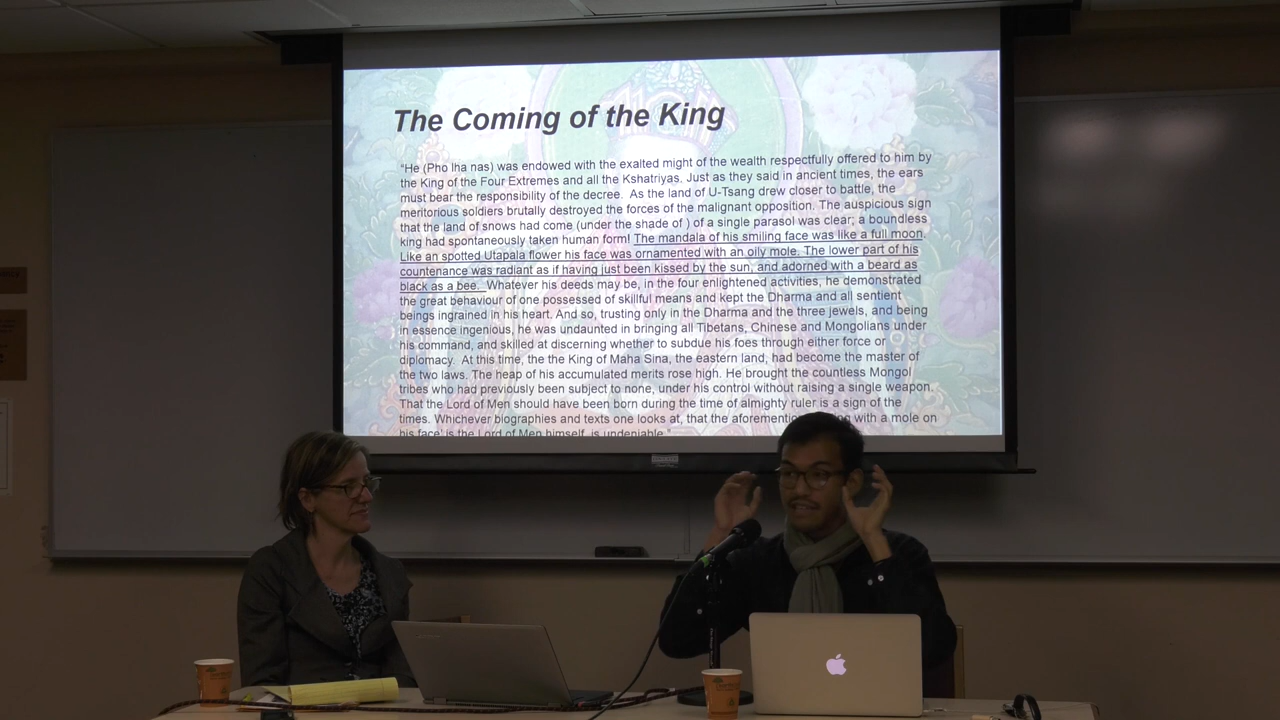 The Coming of the King
“He (Pho lha nas) was endowed with the exalted might of the wealth respectfully offered to him by
the King of the Four Extremes and all the Kshatriyas. Just as they said in ancient times, the ears
must bear the responsibility of the decree.  As the land of U-Tsang drew closer to battle, the
meritorious soldiers brutally destroyed the forces of the malignant opposition. The auspicious sign
that the land of snows had come (under the shade of ) of a single parasol was clear; a boundless
king had spontaneously taken human form! The mandala of his smiling face was like a full moon.
Like an spotted Utapala flower his face was ornamented with an oily mole. The lower part of his
countenance was radiant as if having just been kissed by the sun, and adorned with a beard as
black as a bee.  Whatever his deeds may be, in the four enlightened activities, he demonstrated
the great behaviour of one possessed of skillful means and kept the Dharma and all sentient
beings ingrained in his heart. And so, trusting only in the Dharma and the three jewels, and being
in essence ingenious, he was undaunted in bringing all Tibetans, Chinese and Mongolians under
his command, and skilled at discerning whether to subdue his foes through either force or
diplomacy.  At this time, the the King of Maha Sina, the eastern land, had become the master of
the two laws. The heap of his accumulated merits rose high. He brought the countless Mongol
tribes who had previously been subject to none, under his control without raising a single weapon.
That the Lord of Men should have been born during the time of almighty ruler is a sign of the
times. Whichever biographies and texts one looks at, that the with a mole on
his face’ is the Lord of Men himself, is undeniable.”